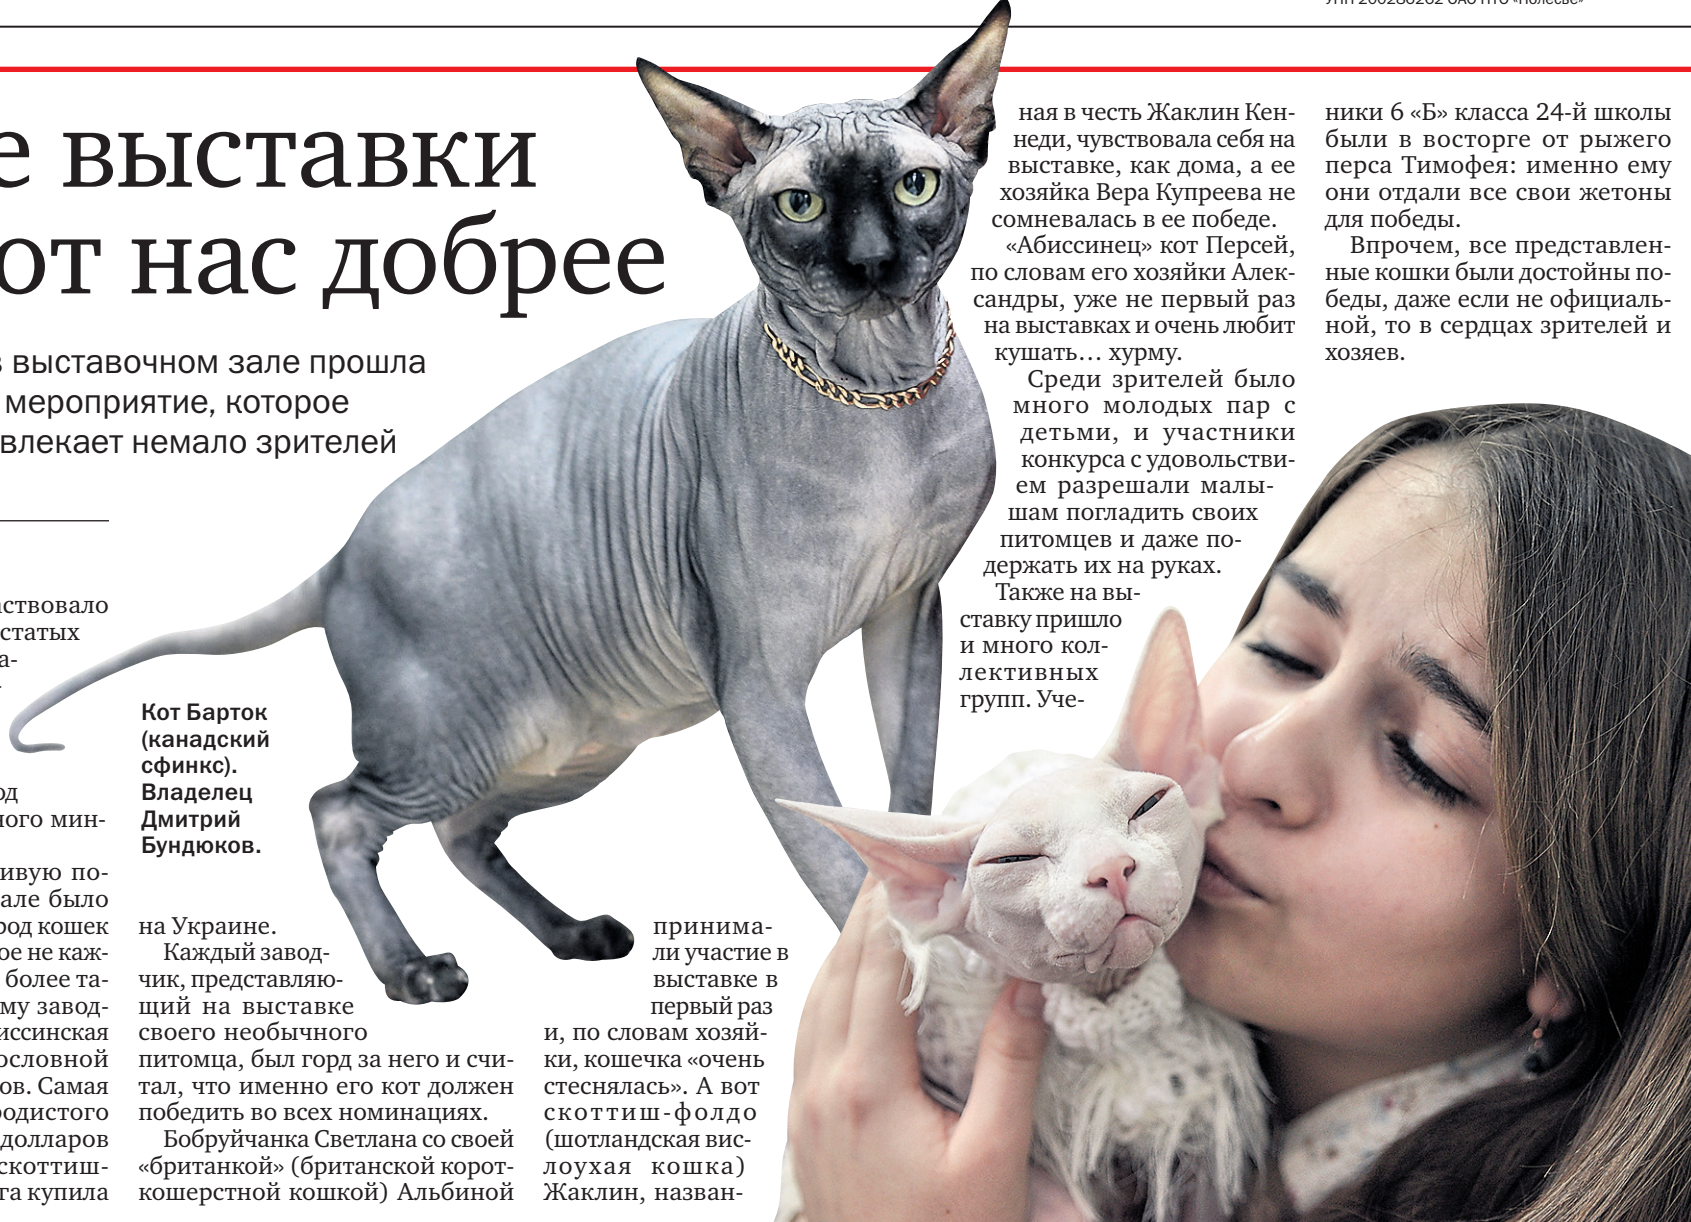 УНП 200286202 ОАО ПТО «Полесье»
е выставки
от нас добрее
в выставочном зале прошла
мероприятие, которое
влекает немало зрителей
аствовало
статых
а-
од
ного мин-
ивую по-
але было
род кошек
ое не каж-
более та-
му завод-
иссинская
ословной
ов. Самая
родистого
долларов
скоттиш-
га купила
Кот Барток
(канадский
сфинкс).
Владелец
Дмитрий
Бундюков.
на Украине.
Каждый завод-
чик, представляю-
щий на выставке
своего необычного
питомца, был горд за него и счи-
тал, что именно его кот должен
победить во всех номинациях.
Бобруйчанка Светлана со своей
«британкой» (британской корот-
кошерстной кошкой) Альбиной
принима-
ли участие в
выставке в
первый раз
и, по словам хозяй-
ки, кошечка «очень
стеснялась». А вот
скоттиш-фолдо
(шотландская вис-
лоухая кошка)
Жаклин, назван-
ная в честь Жаклин Кен-
неди, чувствовала себя на
выставке, как дома, а ее
хозяйка Вера Купреева не
сомневалась в ее победе.
«Абиссинец» кот Персей,
по словам его хозяйки Алек-
сандры, уже не первый раз
на выставках и очень любит
кушать... хурму.
Среди зрителей было
много молодых пар с
детьми, и участники
конкурса с удовольстви-
ем разрешали малы-
шам погладить своих
питомцев и даже по-
держать их на руках.
Также на вы-
ставку пришло
и много кол-
лективных
групп. Уче-
ники 6 «Б» класса 24-й школы
были в восторге от рыжего
перса Тимофея: именно ему
они отдали все свои жетоны
для победы.
Впрочем, все представлен-
ные кошки были достойны по-
беды, даже если не официаль-
ной, то в сердцах зрителей и
хозяев.